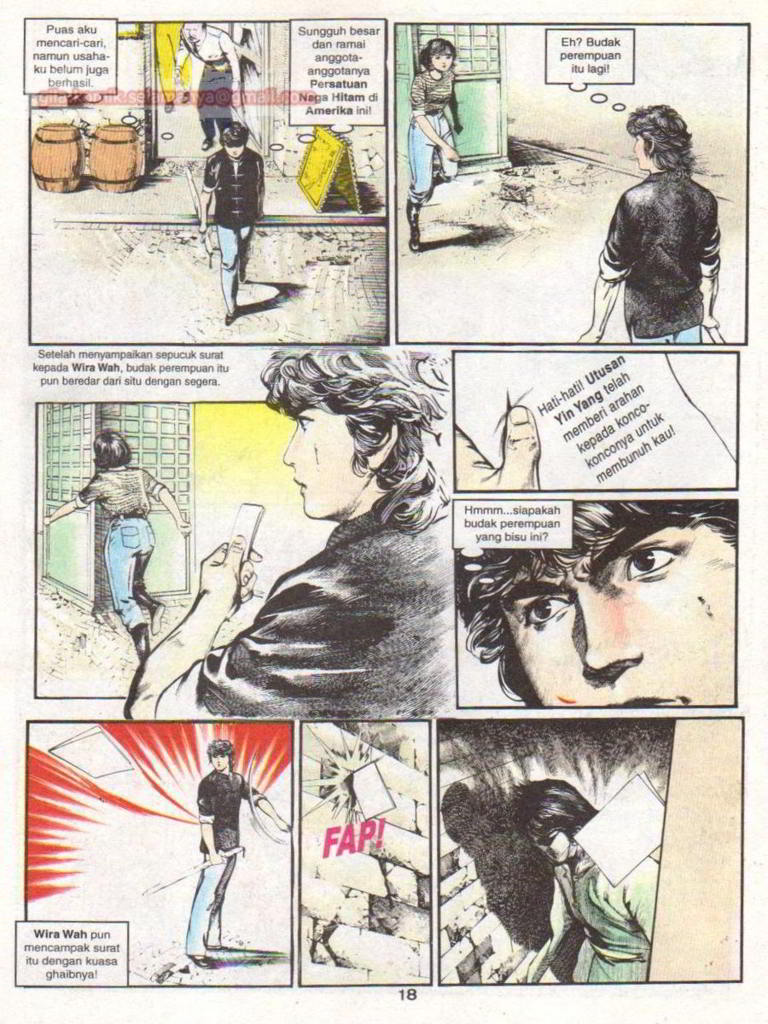 Puas aku
mencari-cari,
namun usaha-
ku belum juga
berhasil.
Sungguh besar
dan ramai
anggota-
anggotanya
Persatuan
Naga Hitam di
Amerika ini!
Eh? Budak
perempuan
itu lagi!
Setelah menyampaikan sepucuk surat
kepada Wira Wah, budak perempuan itu
pun beredar dari situ dengan segera.
Hati-hati! Utusan
Yin Yang telah
memberi arahan
kepada konco-
konconya untuk
membunuh kau!
Hmmm...siapakah
budak perempuan
yang bisu ini?
Wira Wah pun
mencampak surat
itu dengan kuasa
ghaibnya!
FAP!
18